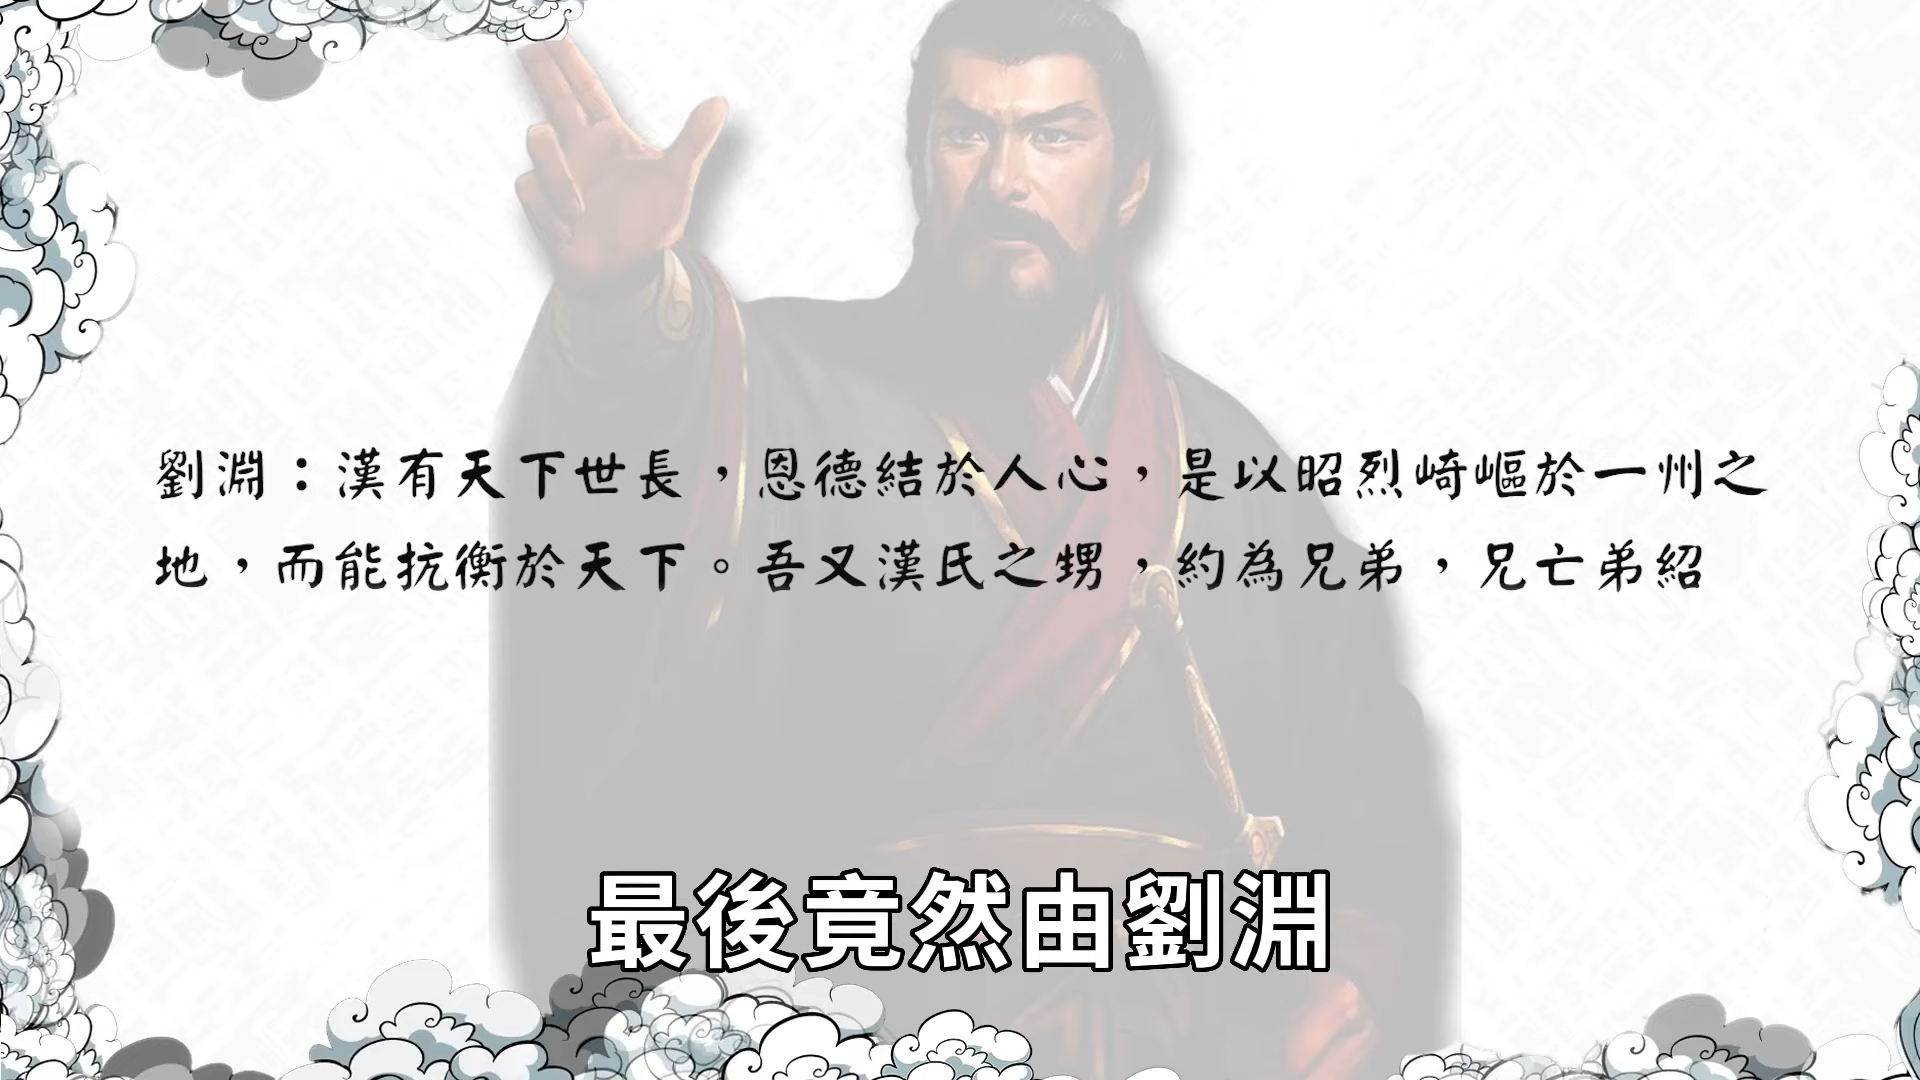 劉淵：漢有天下世長，恩德結於人心，是以昭烈崎嶇於一州之
地，而能抗衡於天下。吾又漢氏之甥，約為兄弟，兄亡弟紹
最後竟然由劉淵